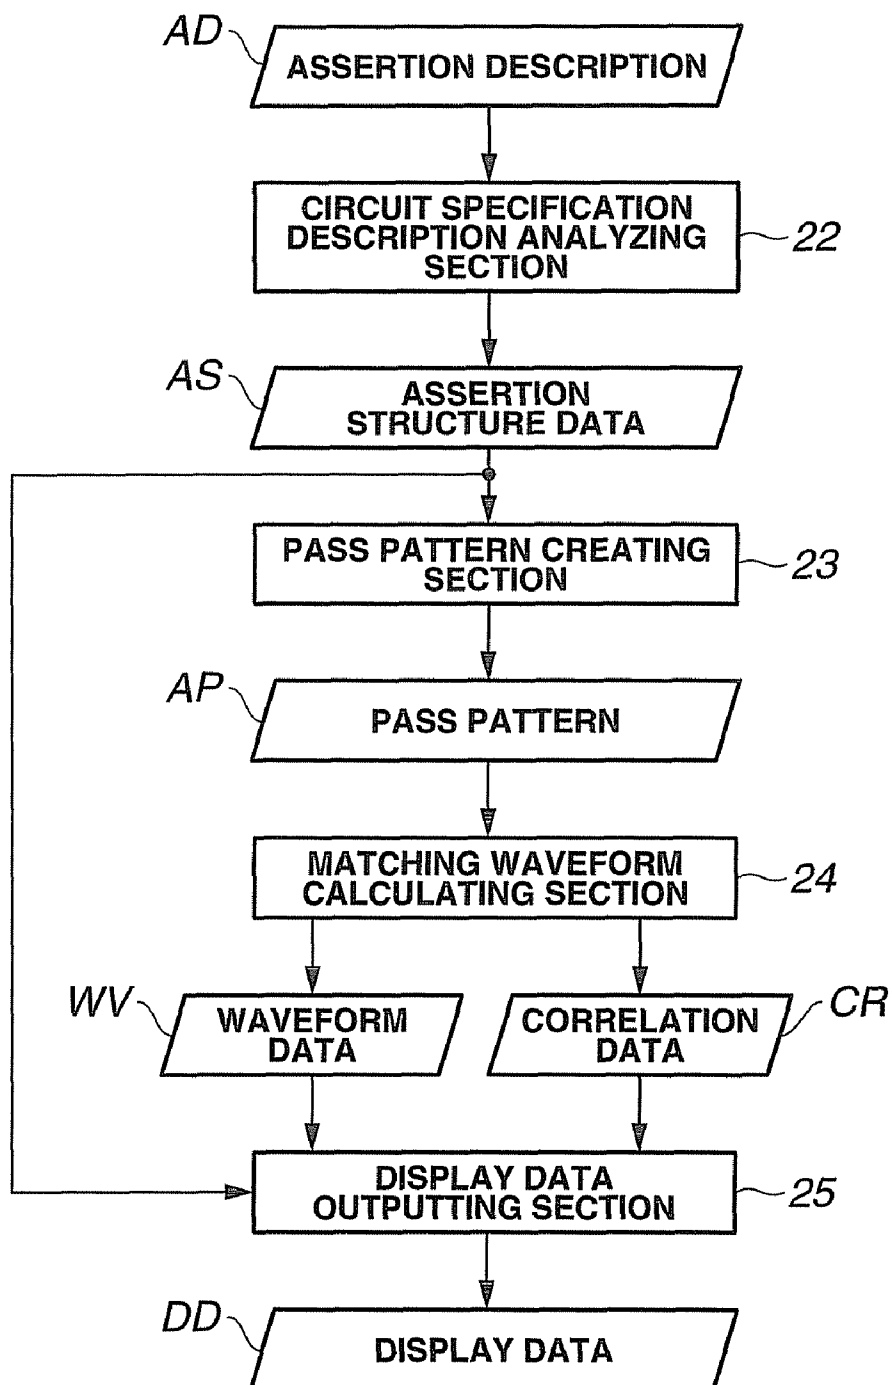 AD
ASSERTION DESCRIPTION
CIRCUIT SPECIFICATION
DESCRIPTION ANALYZING
SECTION
22
AS
ASSERTION
STRUCTURE DATA
PASS PATTERN CREATING
SECTION
23
AP
PASS PATTERN
MATCHING WAVEFORM
CALCULATING SECTION
24
WV
WAVEFORM
DATA
CORRELATION
DATA
CR
DISPLAY DATA
OUTPUTTING SECTION
25
DD
DISPLAY DATA